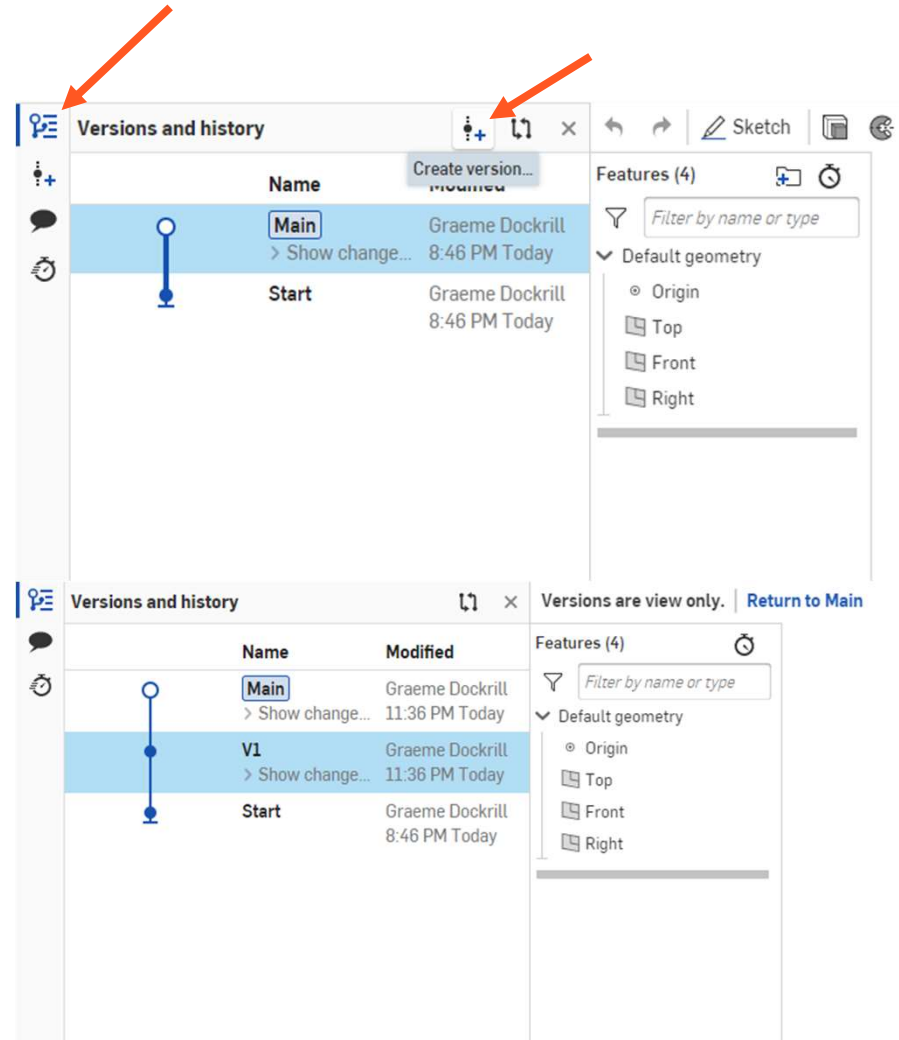 Versions and history
Sketch
Create version...
Name
Modified
Features (4)
Filter by name or type
Main
Graeme Dockrill
> Show change... 8:46 PM Today
Default geometry
Start
Graeme Dockrill
8:46 PM Today
Origin
Top
Front
Right
Versions and history
Versions are view only. Return to Main
Name Modified
Features (4)
Filter by name or type
Main Graeme Dockrill
> Show change... 11:36 PM Today
Default geometry
V1 Graeme Dockrill
> Show change... 11:36 PM Today
Start Graeme Dockrill
8:46 PM Today
Origin
Top
Front
Right